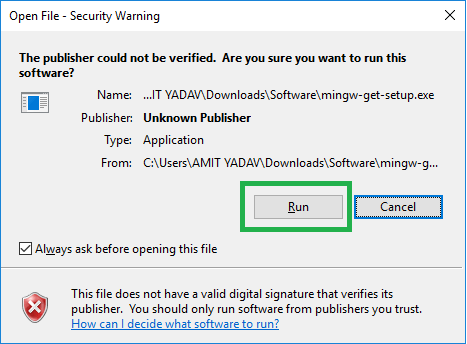 Open File - Security Warning
The publisher could not be verified. Are you sure you want to run this
software?
Name: ...IT YADAV\Downloads\Software\mingw-get-setup.exe
Publisher: Unknown Publisher
Type: Application
From: C:\Users\AMIT YADAV\Downloads\Software\mingw-g...
Run Cancel
Always ask before opening this file
This file does not have a valid digital signature that verifies its
publisher. You should only run software from publishers you trust.
How can I decide what software to run?